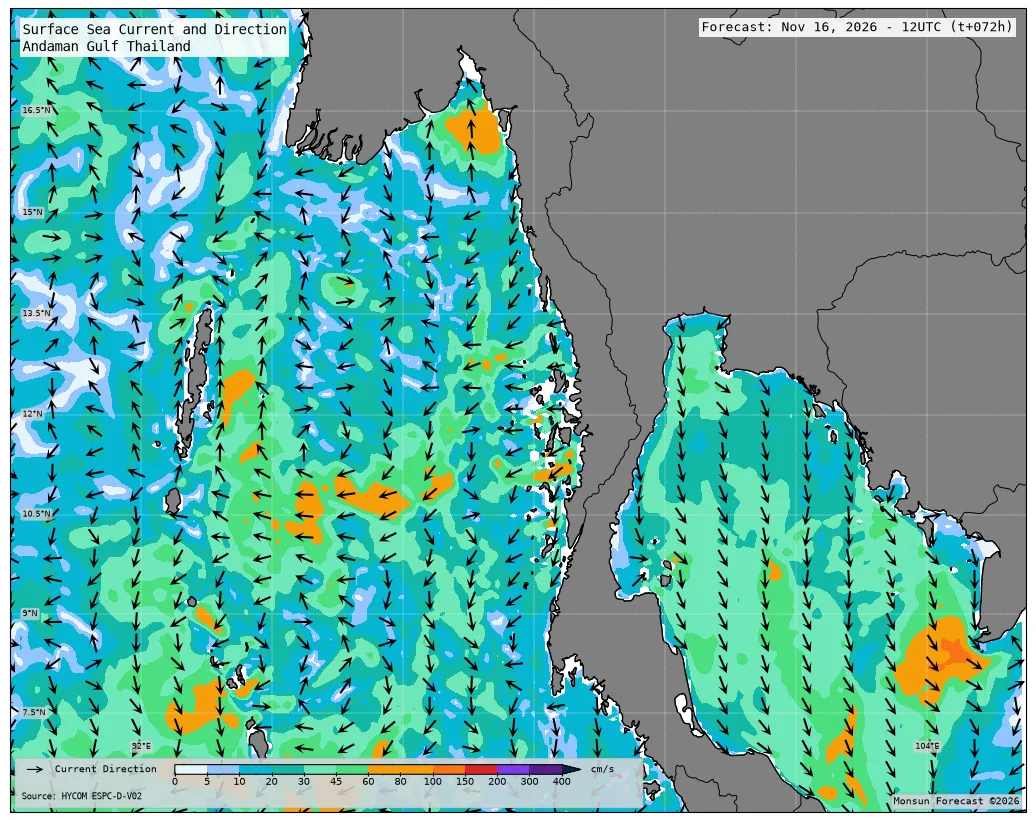 Surface Sea Current and Direction
Andaman Gulf Thailand
Forecast: Nov 16, 2026 - 12UTC (t+072h)
16.5°N
15°N
13.5°N
12°N
10.5°N
9°N
7.5°N
92°E
104°E
Current Direction
0 5 10 20 30 45 60 80 100 150 200 300 400
cm/s
Source: HYCOM ESPC-D-V02
Monsun Forecast ©2026